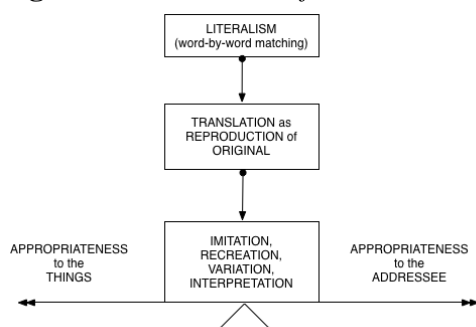 LITERALISM
(word-by-word matching)
TRANSLATION as
REPRODUCTION of
ORIGINAL
IMITATION,
RECREATION,
VARIATION,
INTERPRETATION
APPROPRIATENESS
to the
THINGS
APPROPRIATENESS
to the
ADDRESSEE